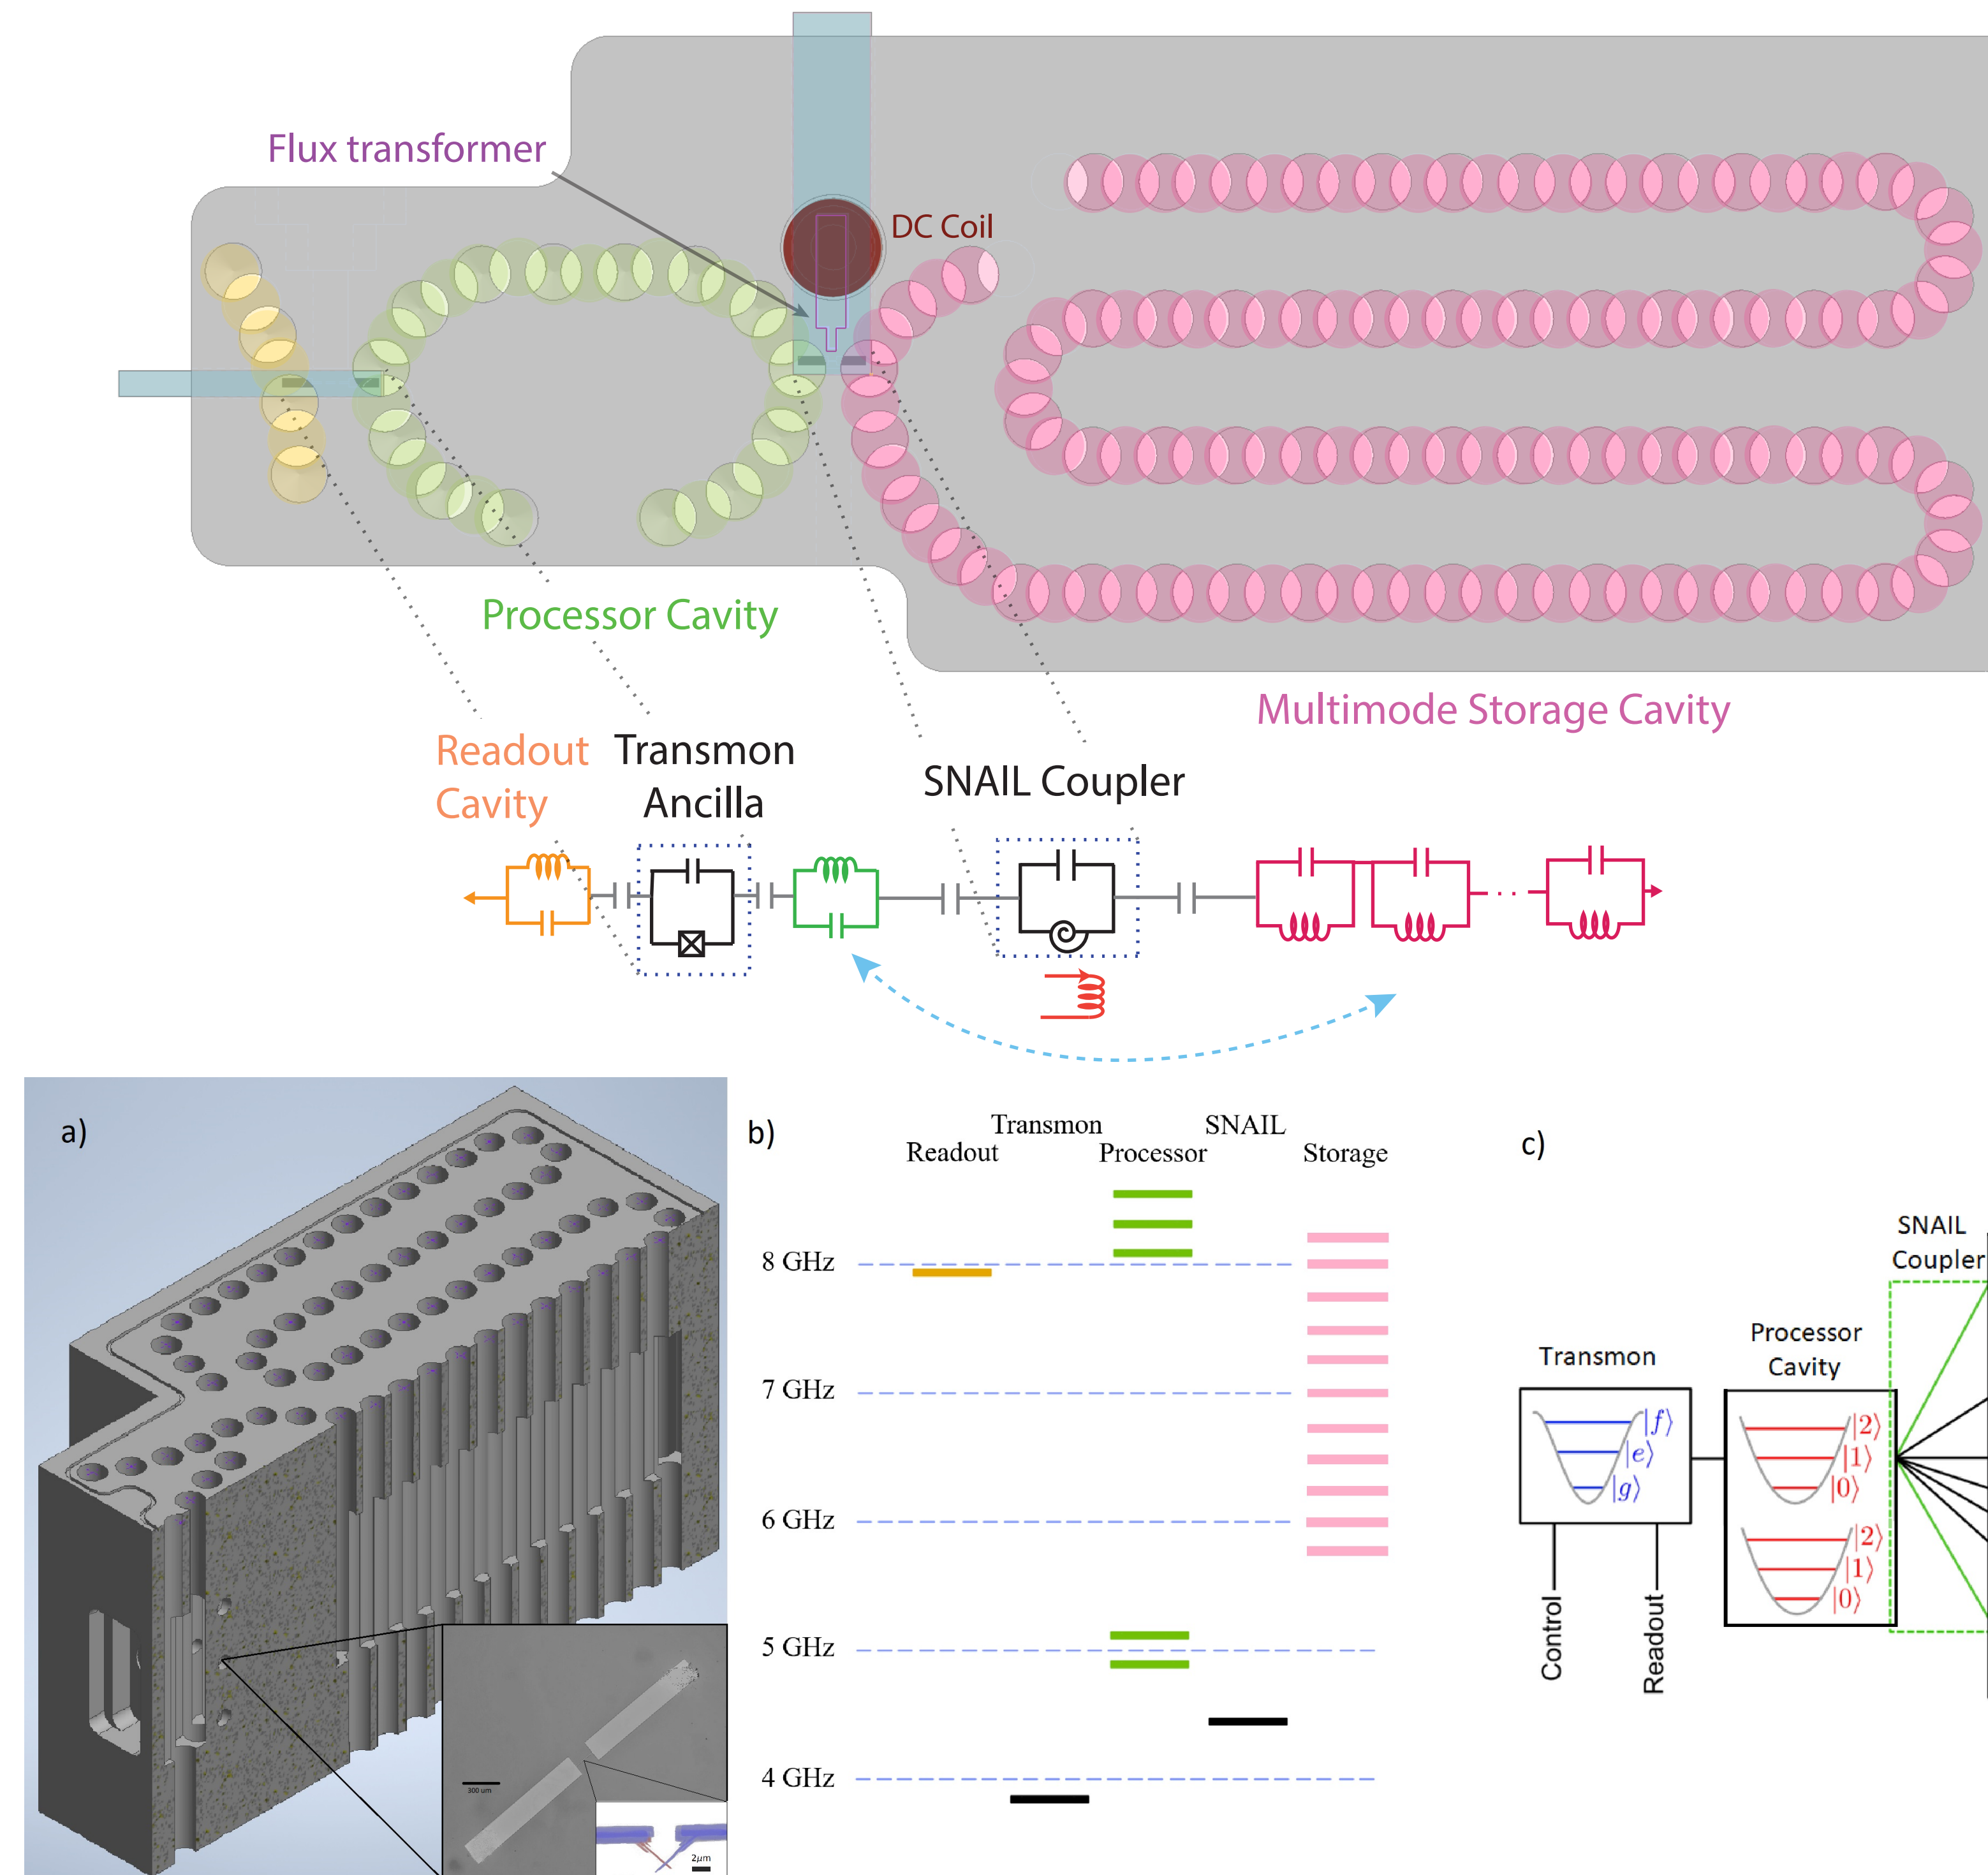 Flux transformer
DC Coil
Processor Cavity
Multimode Storage Cavity
Readout
Cavity
Transmon
Ancilla
SNAIL Coupler
a)
300 um
2μm
b)
Transmon
SNAIL
Readout
Processor
Storage
8 GHz
7 GHz
6 GHz
5 GHz
4 GHz
c)
SNAIL
Coupler
Processor
Cavity
Transmon
|f⟩
|e⟩
|g⟩
|2⟩
|1⟩
|0⟩
|2⟩
|1⟩
|0⟩
Control
Readout